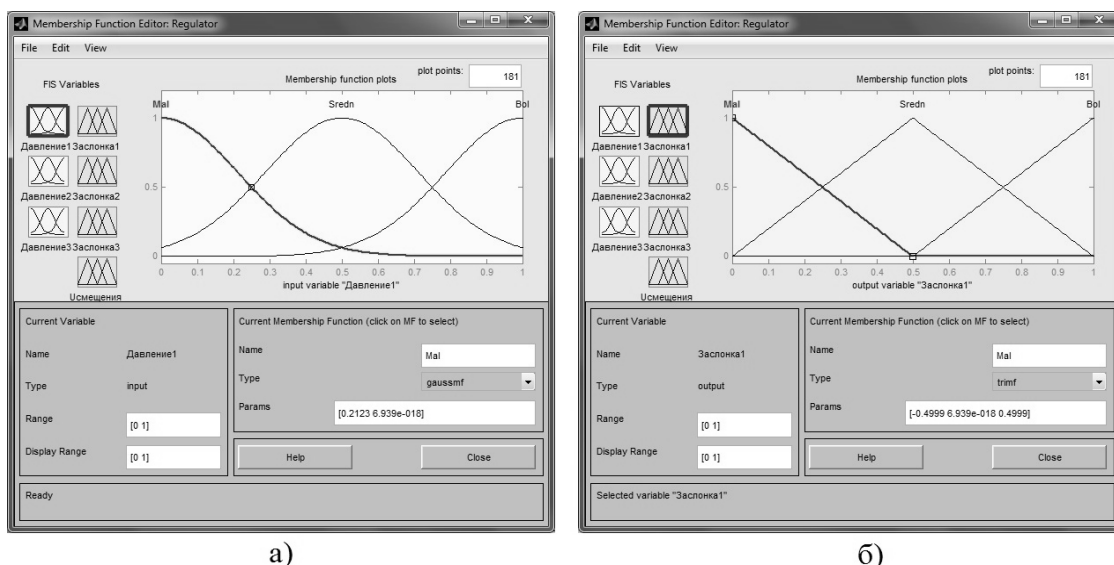 Membership Function Editor: Regulator
File Edit View
FIS Variables
Membership function plots
plot points:
181
Mal Sredn Bol
1
0.5
0
0 0.1 0.2 0.3 0.4 0.5 0.6 0.7 0.8 0.9 1
input variable "Давление1"
Давление1 Заслонка1
Давление2 Заслонка2
Давление3 Заслонка3
Uсмещения
Current Variable
Name Давление1
Type input
Range [0 1]
Display Range [0 1]
Current Membership Function (click on MF to select)
Name Mal
Type gaussmf
Params [0.2123 6.939e-018]
Help Close
Ready
а)
Membership Function Editor: Regulator
File Edit View
FIS Variables
Membership function plots
plot points:
181
Mal Sredn Bol
1
0.5
0
0 0.1 0.2 0.3 0.4 0.5 0.6 0.7 0.8 0.9 1
output variable "Заслонка1"
Давление1 Заслонка1
Давление2 Заслонка2
Давление3 Заслонка3
Uсмещения
Current Variable
Name Заслонка1
Type output
Range [0 1]
Display Range [0 1]
Current Membership Function (click on MF to select)
Name Mal
Type trimf
Params [-0.4999 6.939e-018 0.4999]
Help Close
Selected variable "Заслонка1"
б)